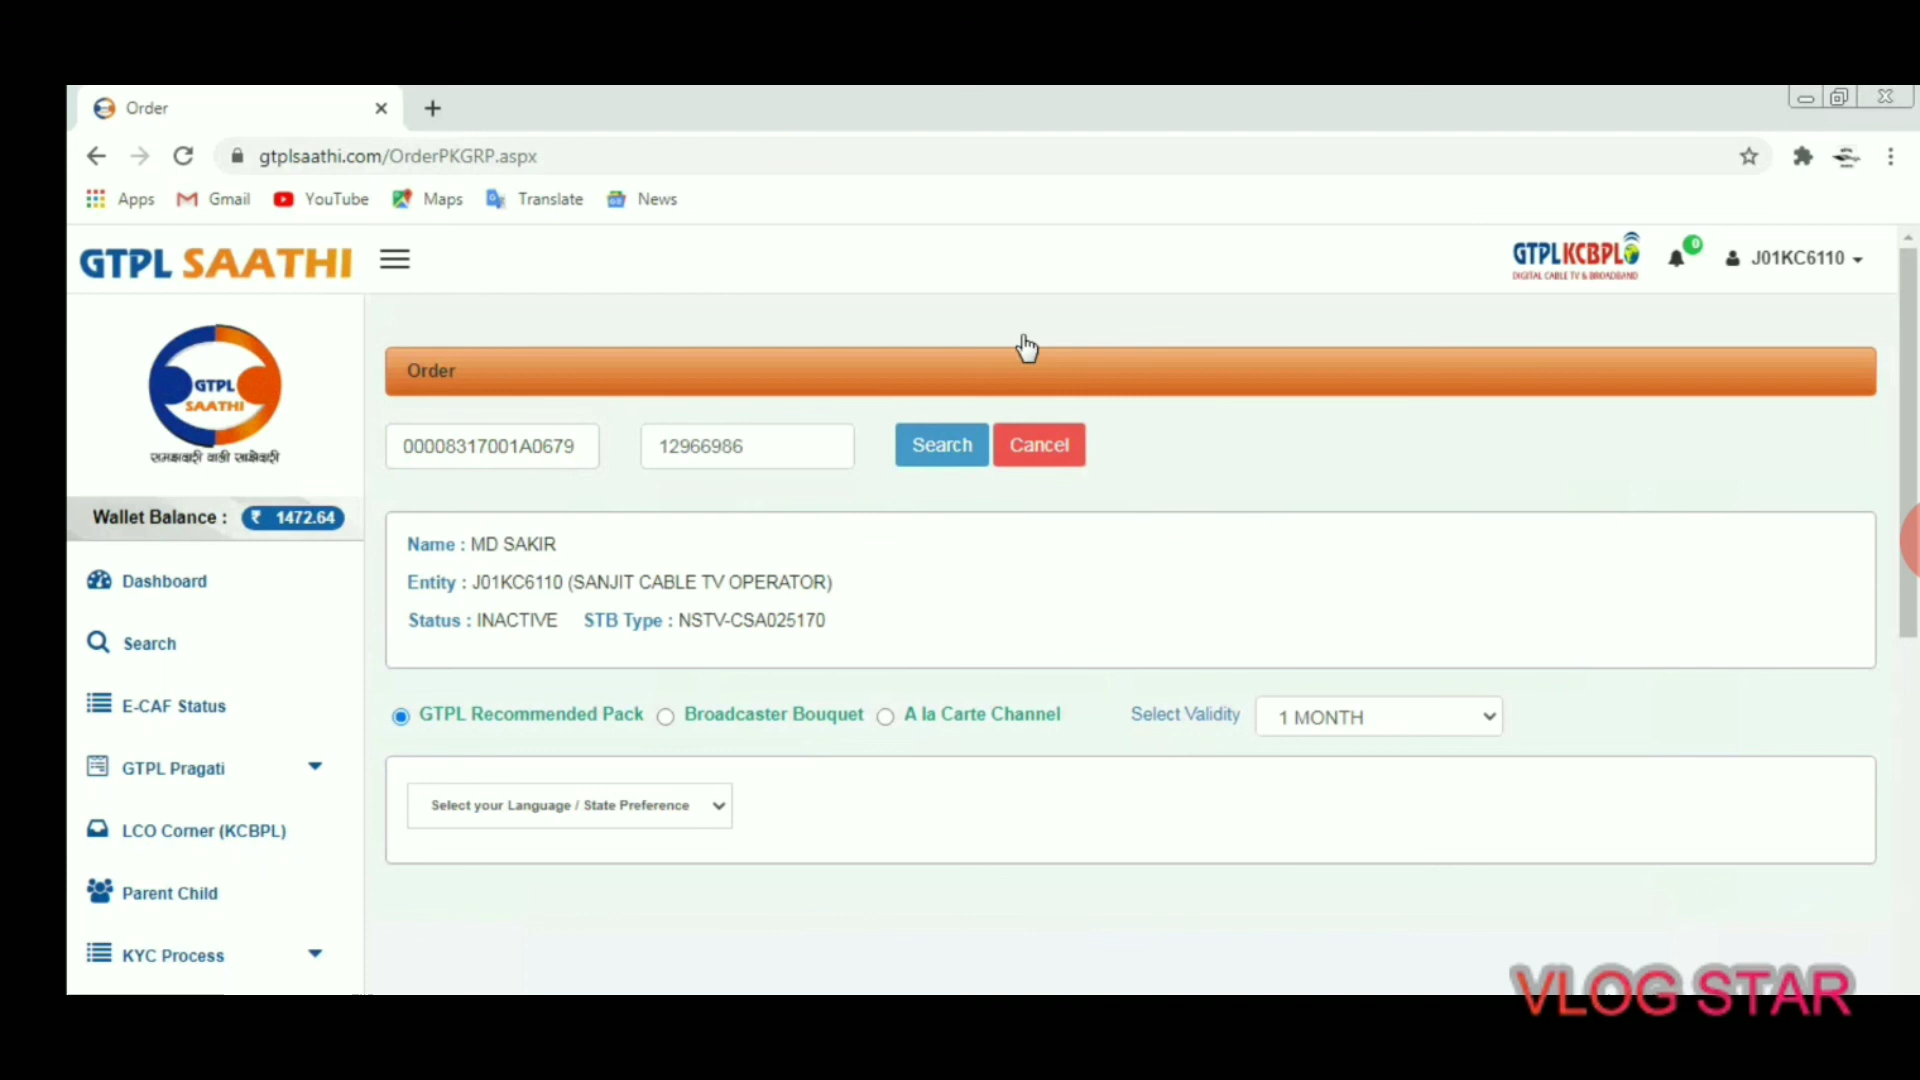 Order
gtplsaathi.com/OrderPKGRP.aspx
Apps Gmail YouTube Maps Translate News
GTPL SAATHI
GTPL KCBPL
DIGITAL CABLE TV & BROADBAND
0
J01KC6110
GTPL
SAATHI
Wallet Balance : ₹ 1472.64
Dashboard
Search
E-CAF Status
GTPL Pragati
LCO Corner (KCBPL)
Parent Child
KYC Process
Order
00008317001A0679 12966986 Search Cancel
Name : MD SAKIR
Entity : J01KC6110 (SANJIT CABLE TV OPERATOR)
Status : INACTIVE STB Type : NSTV-CSA025170
GTPL Recommended Pack Broadcaster Bouquet A la Carte Channel Select Validity 1 MONTH
Select your Language / State Preference
VLOG STAR